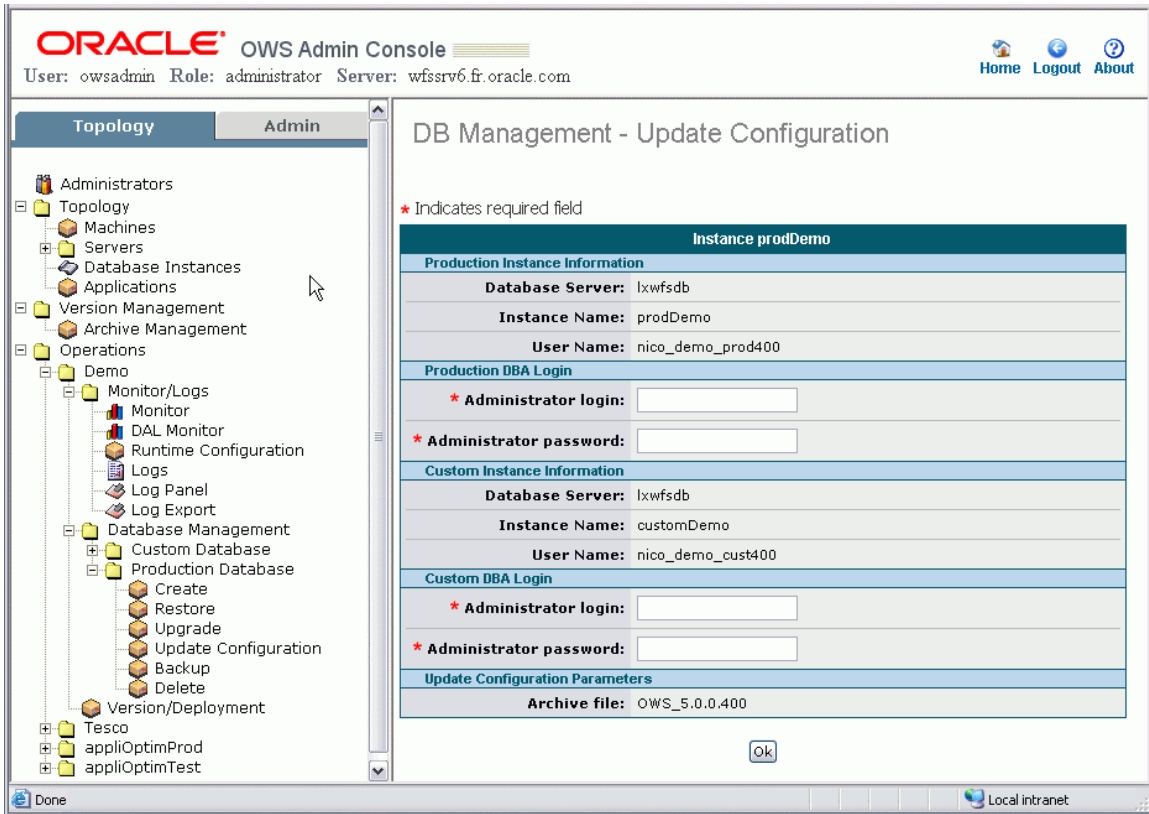 ORACLE OWS Admin Console
User: owsadmin Role: administrator Server: wfssrv6.fr.oracle.com
Home Logout About
Topology Admin
Administrators
Topology
Machines
Servers
Database Instances
Applications
Version Management
Archive Management
Operations
Demo
Monitor/Logs
Monitor
DAL Monitor
Runtime Configuration
Logs
Log Panel
Log Export
Database Management
Custom Database
Production Database
Create
Restore
Upgrade
Update Configuration
Backup
Delete
Version/Deployment
Tesco
appliOptimProd
appliOptimTest
DB Management - Update Configuration
* Indicates required field
Instance prodDemo
Production Instance Information
Database Server: lxwfsdb
Instance Name: prodDemo
User Name: nico_demo_prod400
Production DBA Login
* Administrator login:
* Administrator password:
Custom Instance Information
Database Server: lxwfsdb
Instance Name: customDemo
User Name: nico_demo_cust400
Custom DBA Login
* Administrator login:
* Administrator password:
Update Configuration Parameters
Archive file: OWS_5.0.0.400
Ok
Done
Local intranet